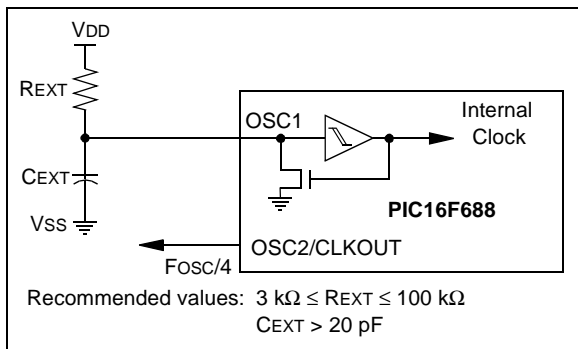 VDD
REXT
CEXT
VSS
OSC1
Internal
Clock
PIC16F688
OSC2/CLKOUT
FOSC/4
Recommended values: 3 kΩ ≤ REXT ≤ 100 kΩ
CEXT > 20 pF